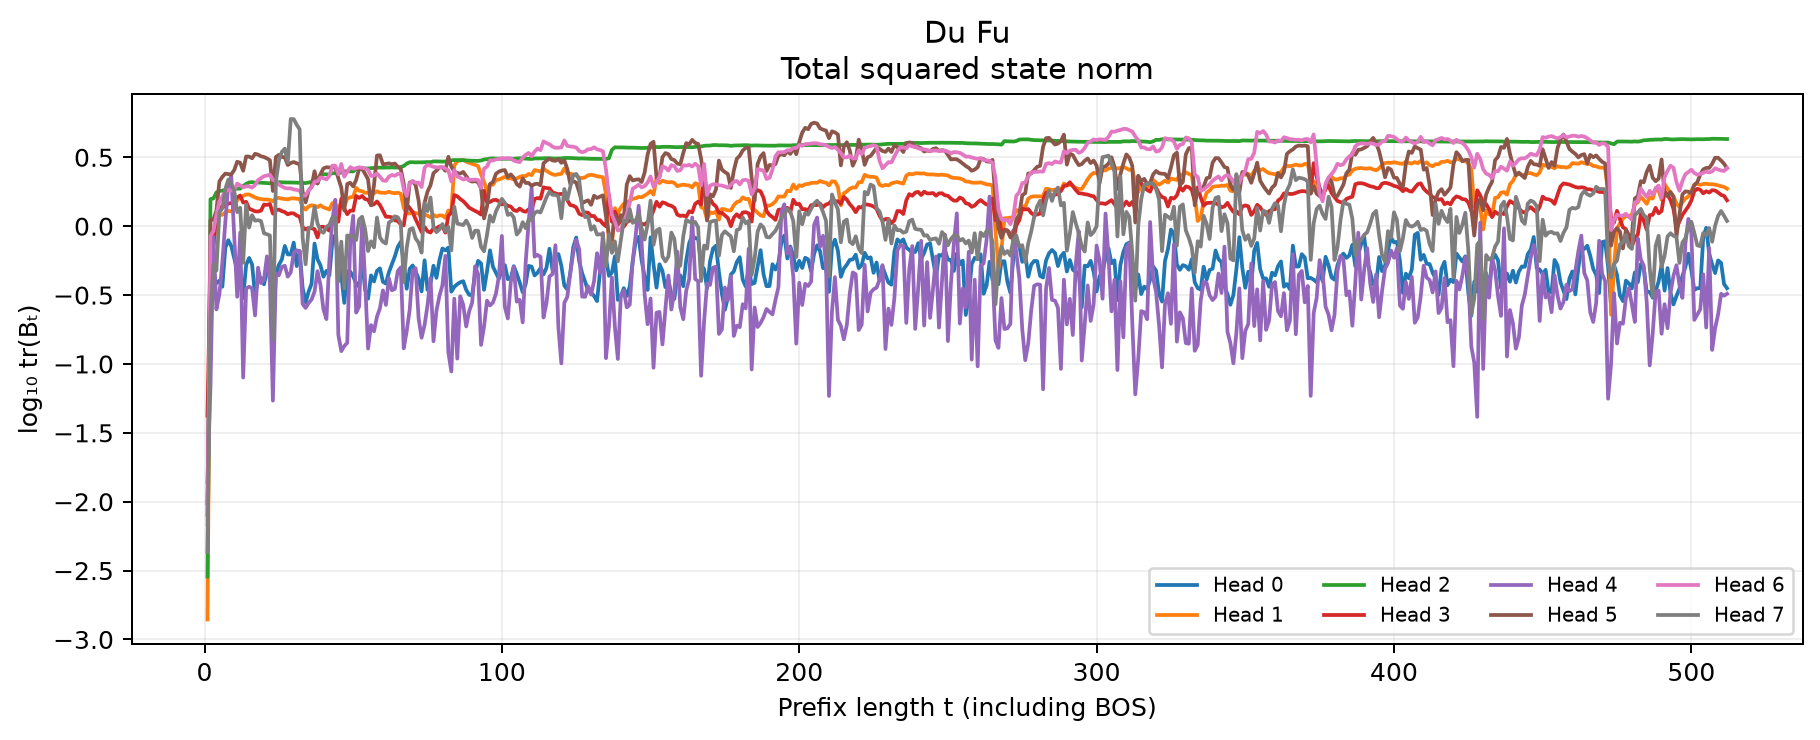 Du Fu
Total squared state norm
log₁₀ tr(Bₜ)
0.5
0.0
−0.5
−1.0
−1.5
−2.0
−2.5
−3.0
0 100 200 300 400 500
Prefix length t (including BOS)
Head 0 Head 2 Head 4 Head 6
Head 1 Head 3 Head 5 Head 7